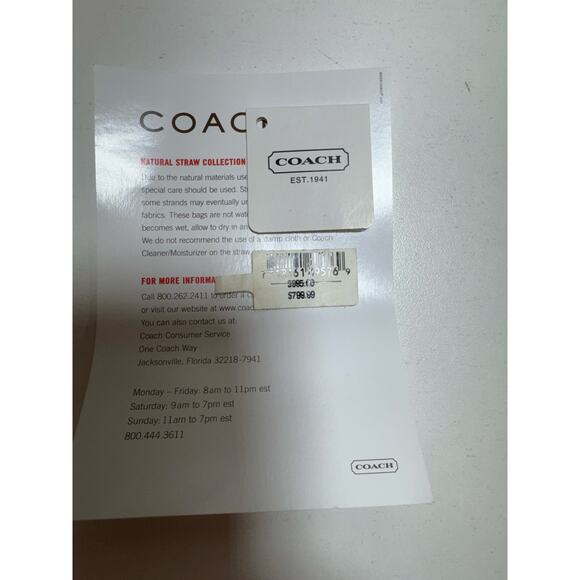 COAC
COACH
EST. 1941
NATURAL STRAW COLLECTION
Due to the natural materials use
special care should be used. St
some strands may eventually un
fabrics. These bags are not wat
becomes wet, allow to dry in an
We do not recommend the use of a damp cloth or Coach
Cleaner/Moisturizer on the straw
$995.00
$799.99
FOR MORE INFORMA
Call 800.262.2411 to order a c
or visit our website at www.coac
You can also contact us at:
Coach Consumer Service
One Coach Way
Jacksonville, Florida 32218-7941
Monday – Friday: 8am to 11pm est
Saturday: 9am to 7pm est
Sunday: 11am to 7pm est
800.444.3611
COACH